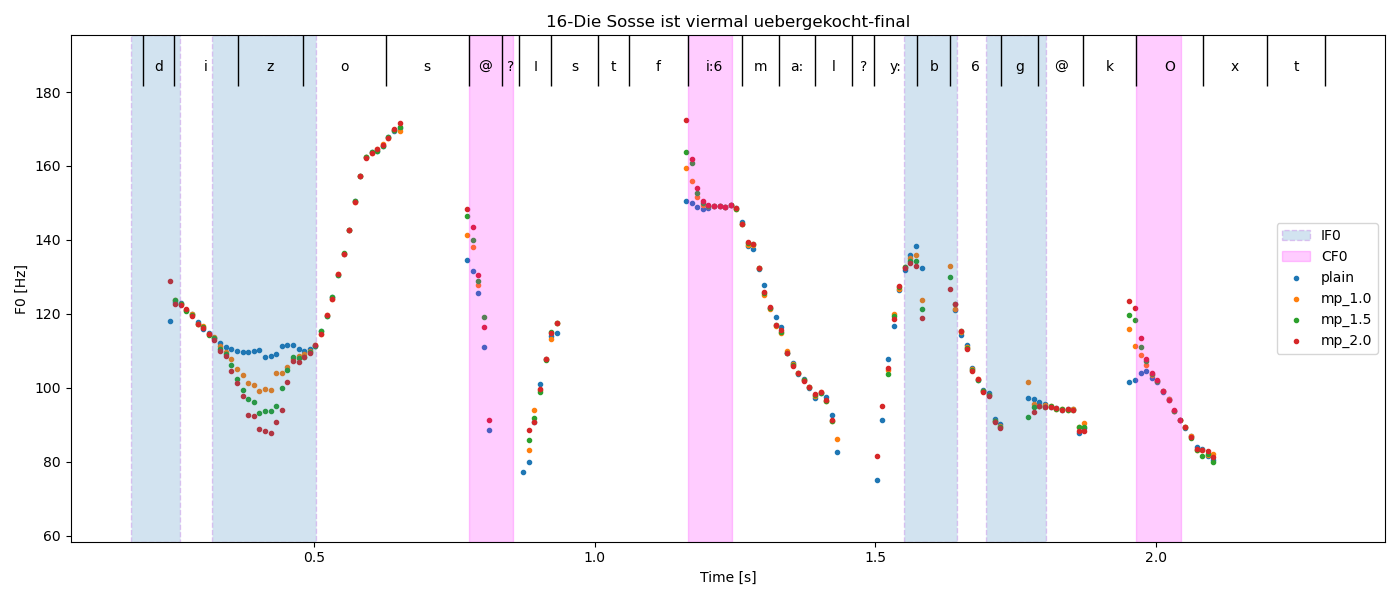 16-Die Sosse ist viermal uebergekocht-final
d i z o s @ ? I s t f i:6 m a: l ? y: b 6 g @ k O x t
180
160
140
120
100
80
60
F0 [Hz]
IF0
CF0
plain
mp_1.0
mp_1.5
mp_2.0
0.5 1.0 1.5 2.0
Time [s]